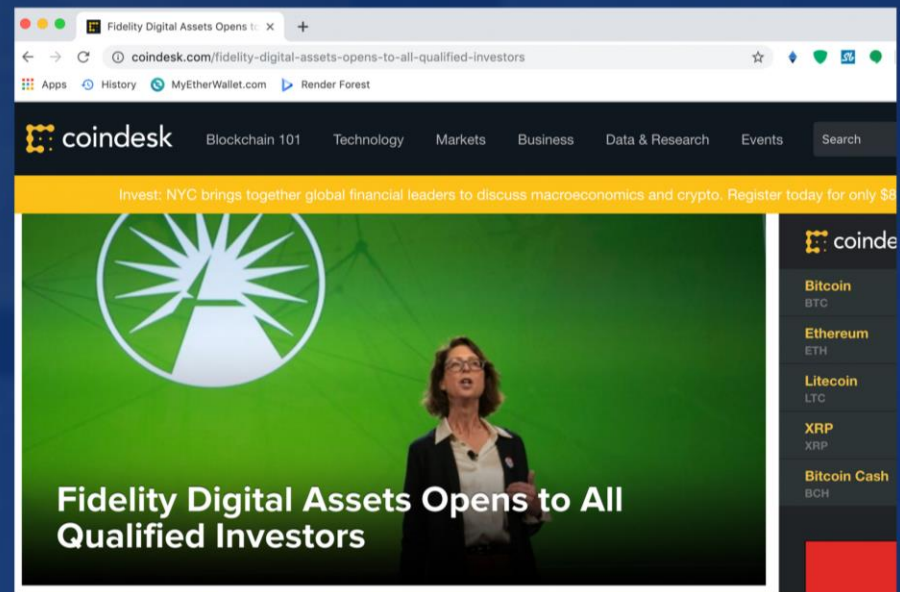 Fidelity Digital Assets Opens to
coindesk.com/fidelity-digital-assets-opens-to-all-qualified-investors
Apps History MyEtherWallet.com Render Forest
coindesk Blockchain 101 Technology Markets Business Data & Research Events Search
Invest: NYC brings together global financial leaders to discuss macroeconomics and crypto. Register today for only $8
coinde
Bitcoin
BTC
Ethereum
ETH
Litecoin
LTC
XRP
XRP
Bitcoin Cash
BCH
Fidelity Digital Assets Opens to All
Qualified Investors